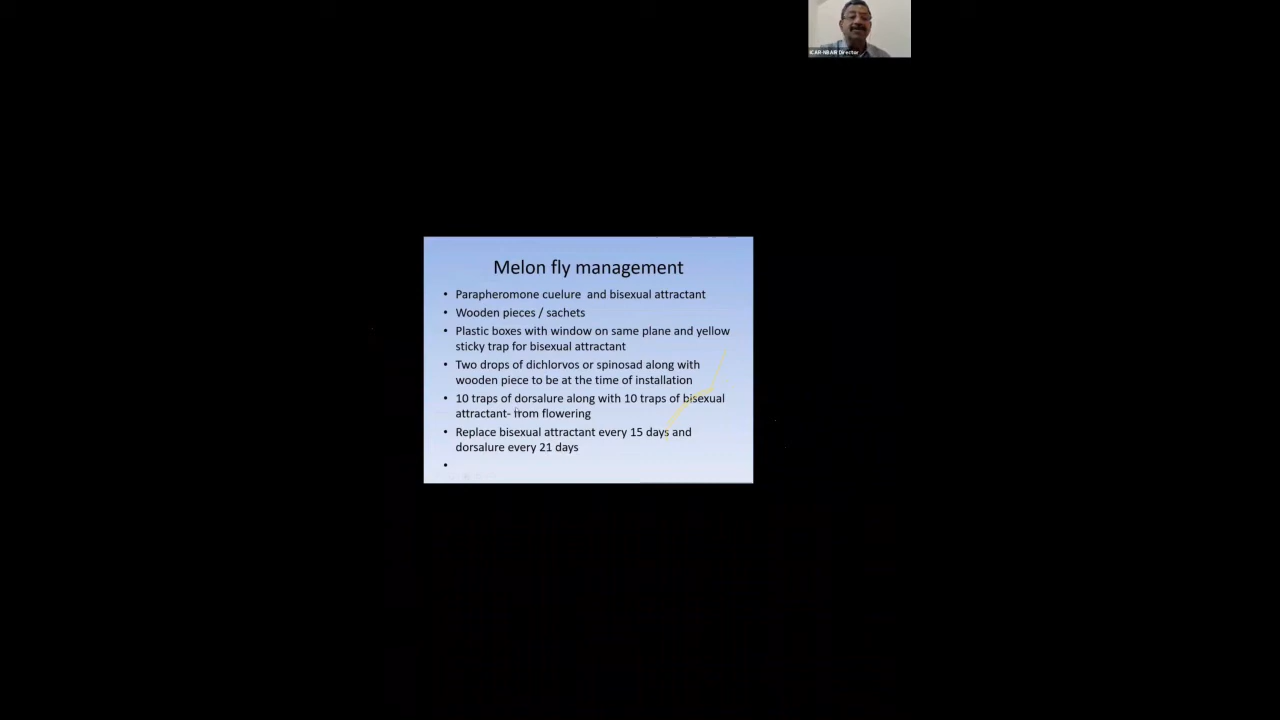 ICAR-NBAIR Director
Melon fly management
• Parapheromone cuelure and bisexual attractant
• Wooden pieces / sachets
• Plastic boxes with window on same plane and yellow
sticky trap for bisexual attractant
• Two drops of dichlorvos or spinosad along with
wooden piece to be at the time of installation
• 10 traps of dorsalure along with 10 traps of bisexual
attractant- from flowering
• Replace bisexual attractant every 15 days and
dorsalure every 21 days
•